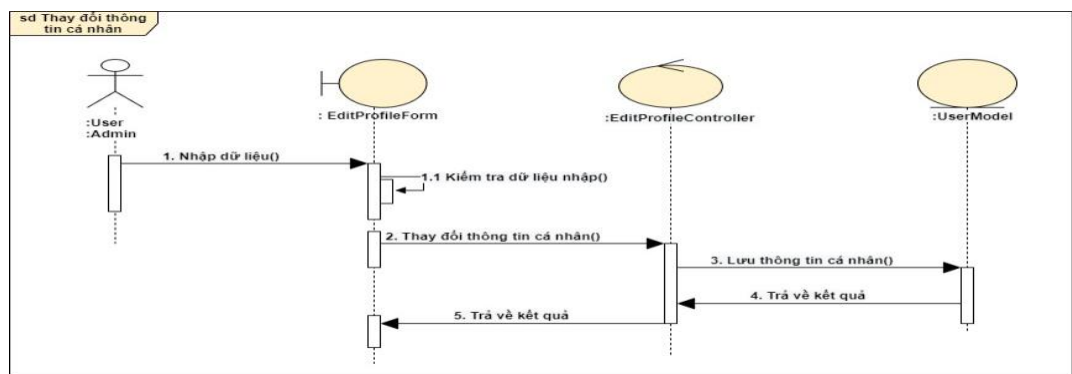 sd Thay đổi thông
tin cá nhân
:User
:Admin
: EditProfileForm
:EditProfileController
:UserModel
1. Nhập dữ liệu()
1.1 Kiểm tra dữ liệu nhập()
2. Thay đổi thông tin cá nhân()
3. Lưu thông tin cá nhân()
4. Trả về kết quả
5. Trả về kết quả